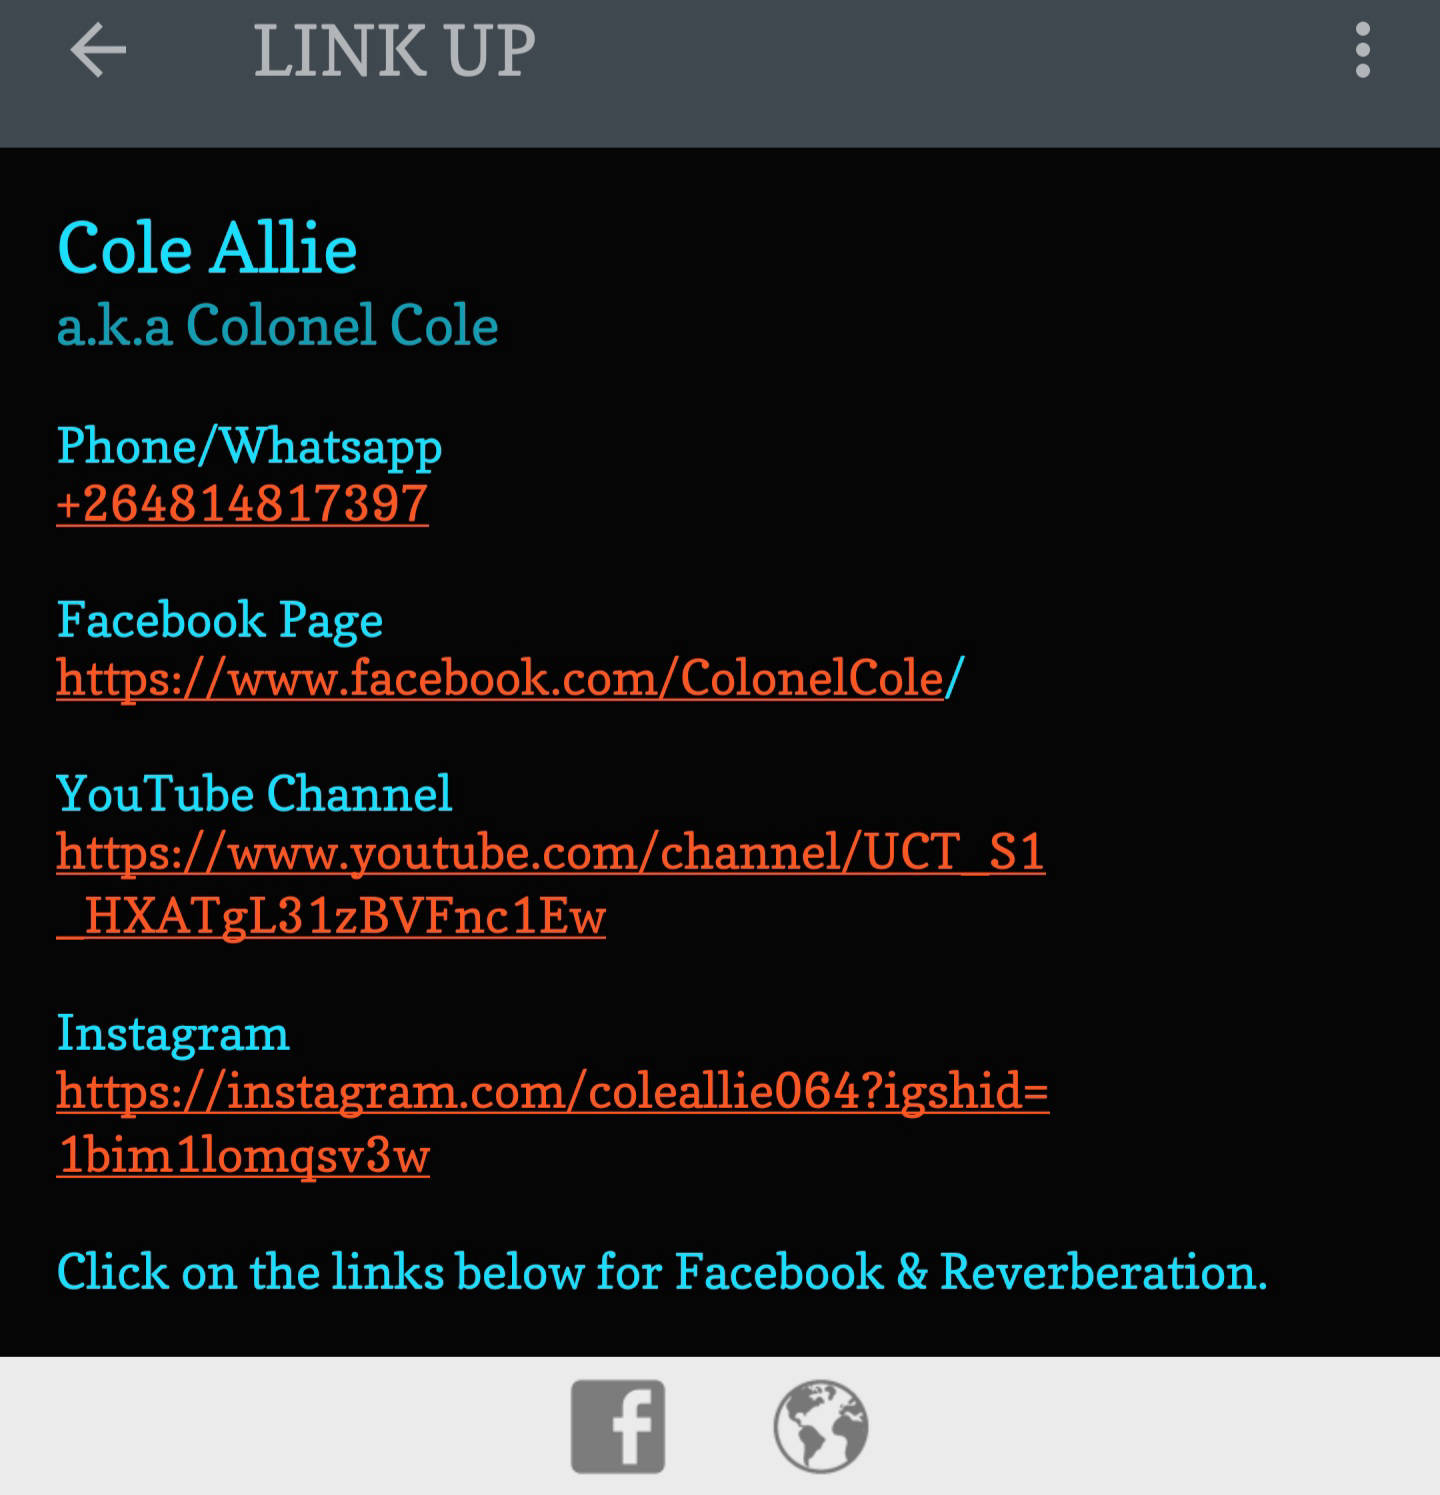 LINK UP
Cole Allie
a.k.a Colonel Cole
Phone/Whatsapp
+264814817397
Facebook Page
https://www.facebook.com/ColonelCole/
YouTube Channel
https://www.youtube.com/channel/UCT_S1
_HXATgL31zBVFnc1Ew
Instagram
https://instagram.com/coleallie064?igshid=
1bim1lomqsv3w
Click on the links below for Facebook & Reverberation.